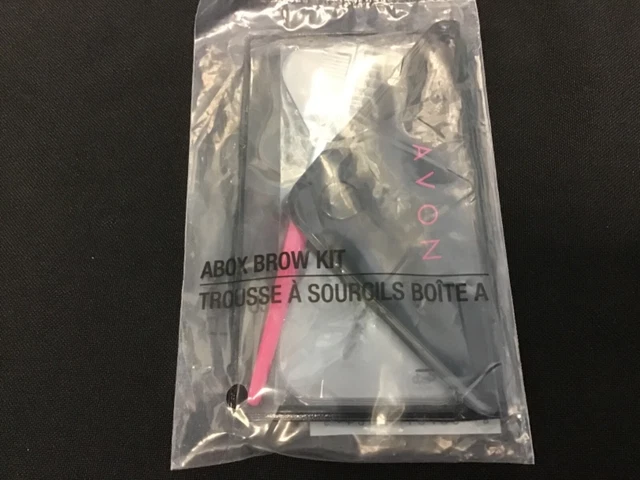 AVON
ABOX BROW KIT
TROUSSE À SOURCILS BOÎTE A